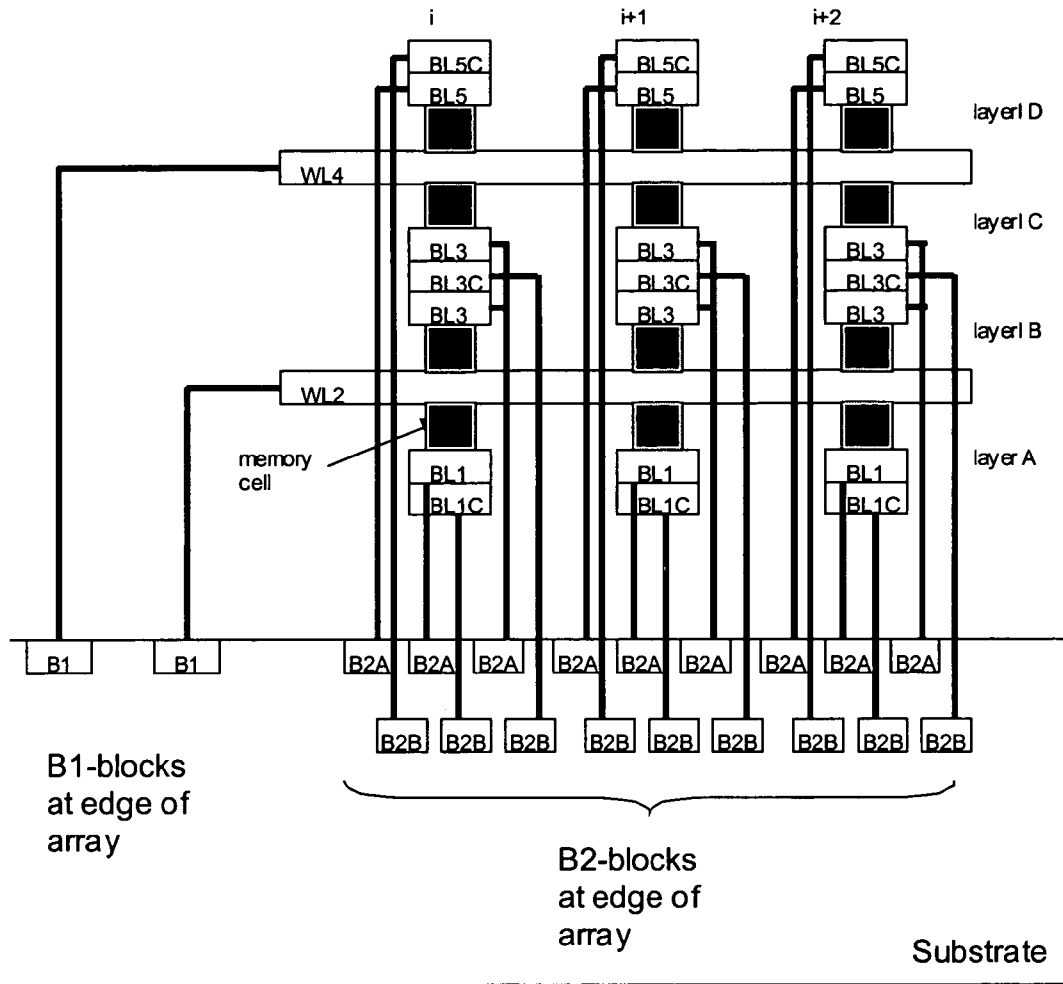 i i+1 i+2
BL5C BL5C BL5C
BL5 BL5 BL5
layerl D
WL4
layerl C
BL3 BL3 BL3
BL3C BL3C BL3C
BL3 BL3 BL3
layerl B
WL2
memory
cell
layer A
BL1 BL1 BL1
BL1C BL1C BL1C
B1 B1 B2A B2A B2A B2A B2A B2A B2A B2A B2A
B2B B2B B2B B2B B2B B2B B2B B2B B2B
B1-blocks
at edge of
array
B2-blocks
at edge of
array
Substrate